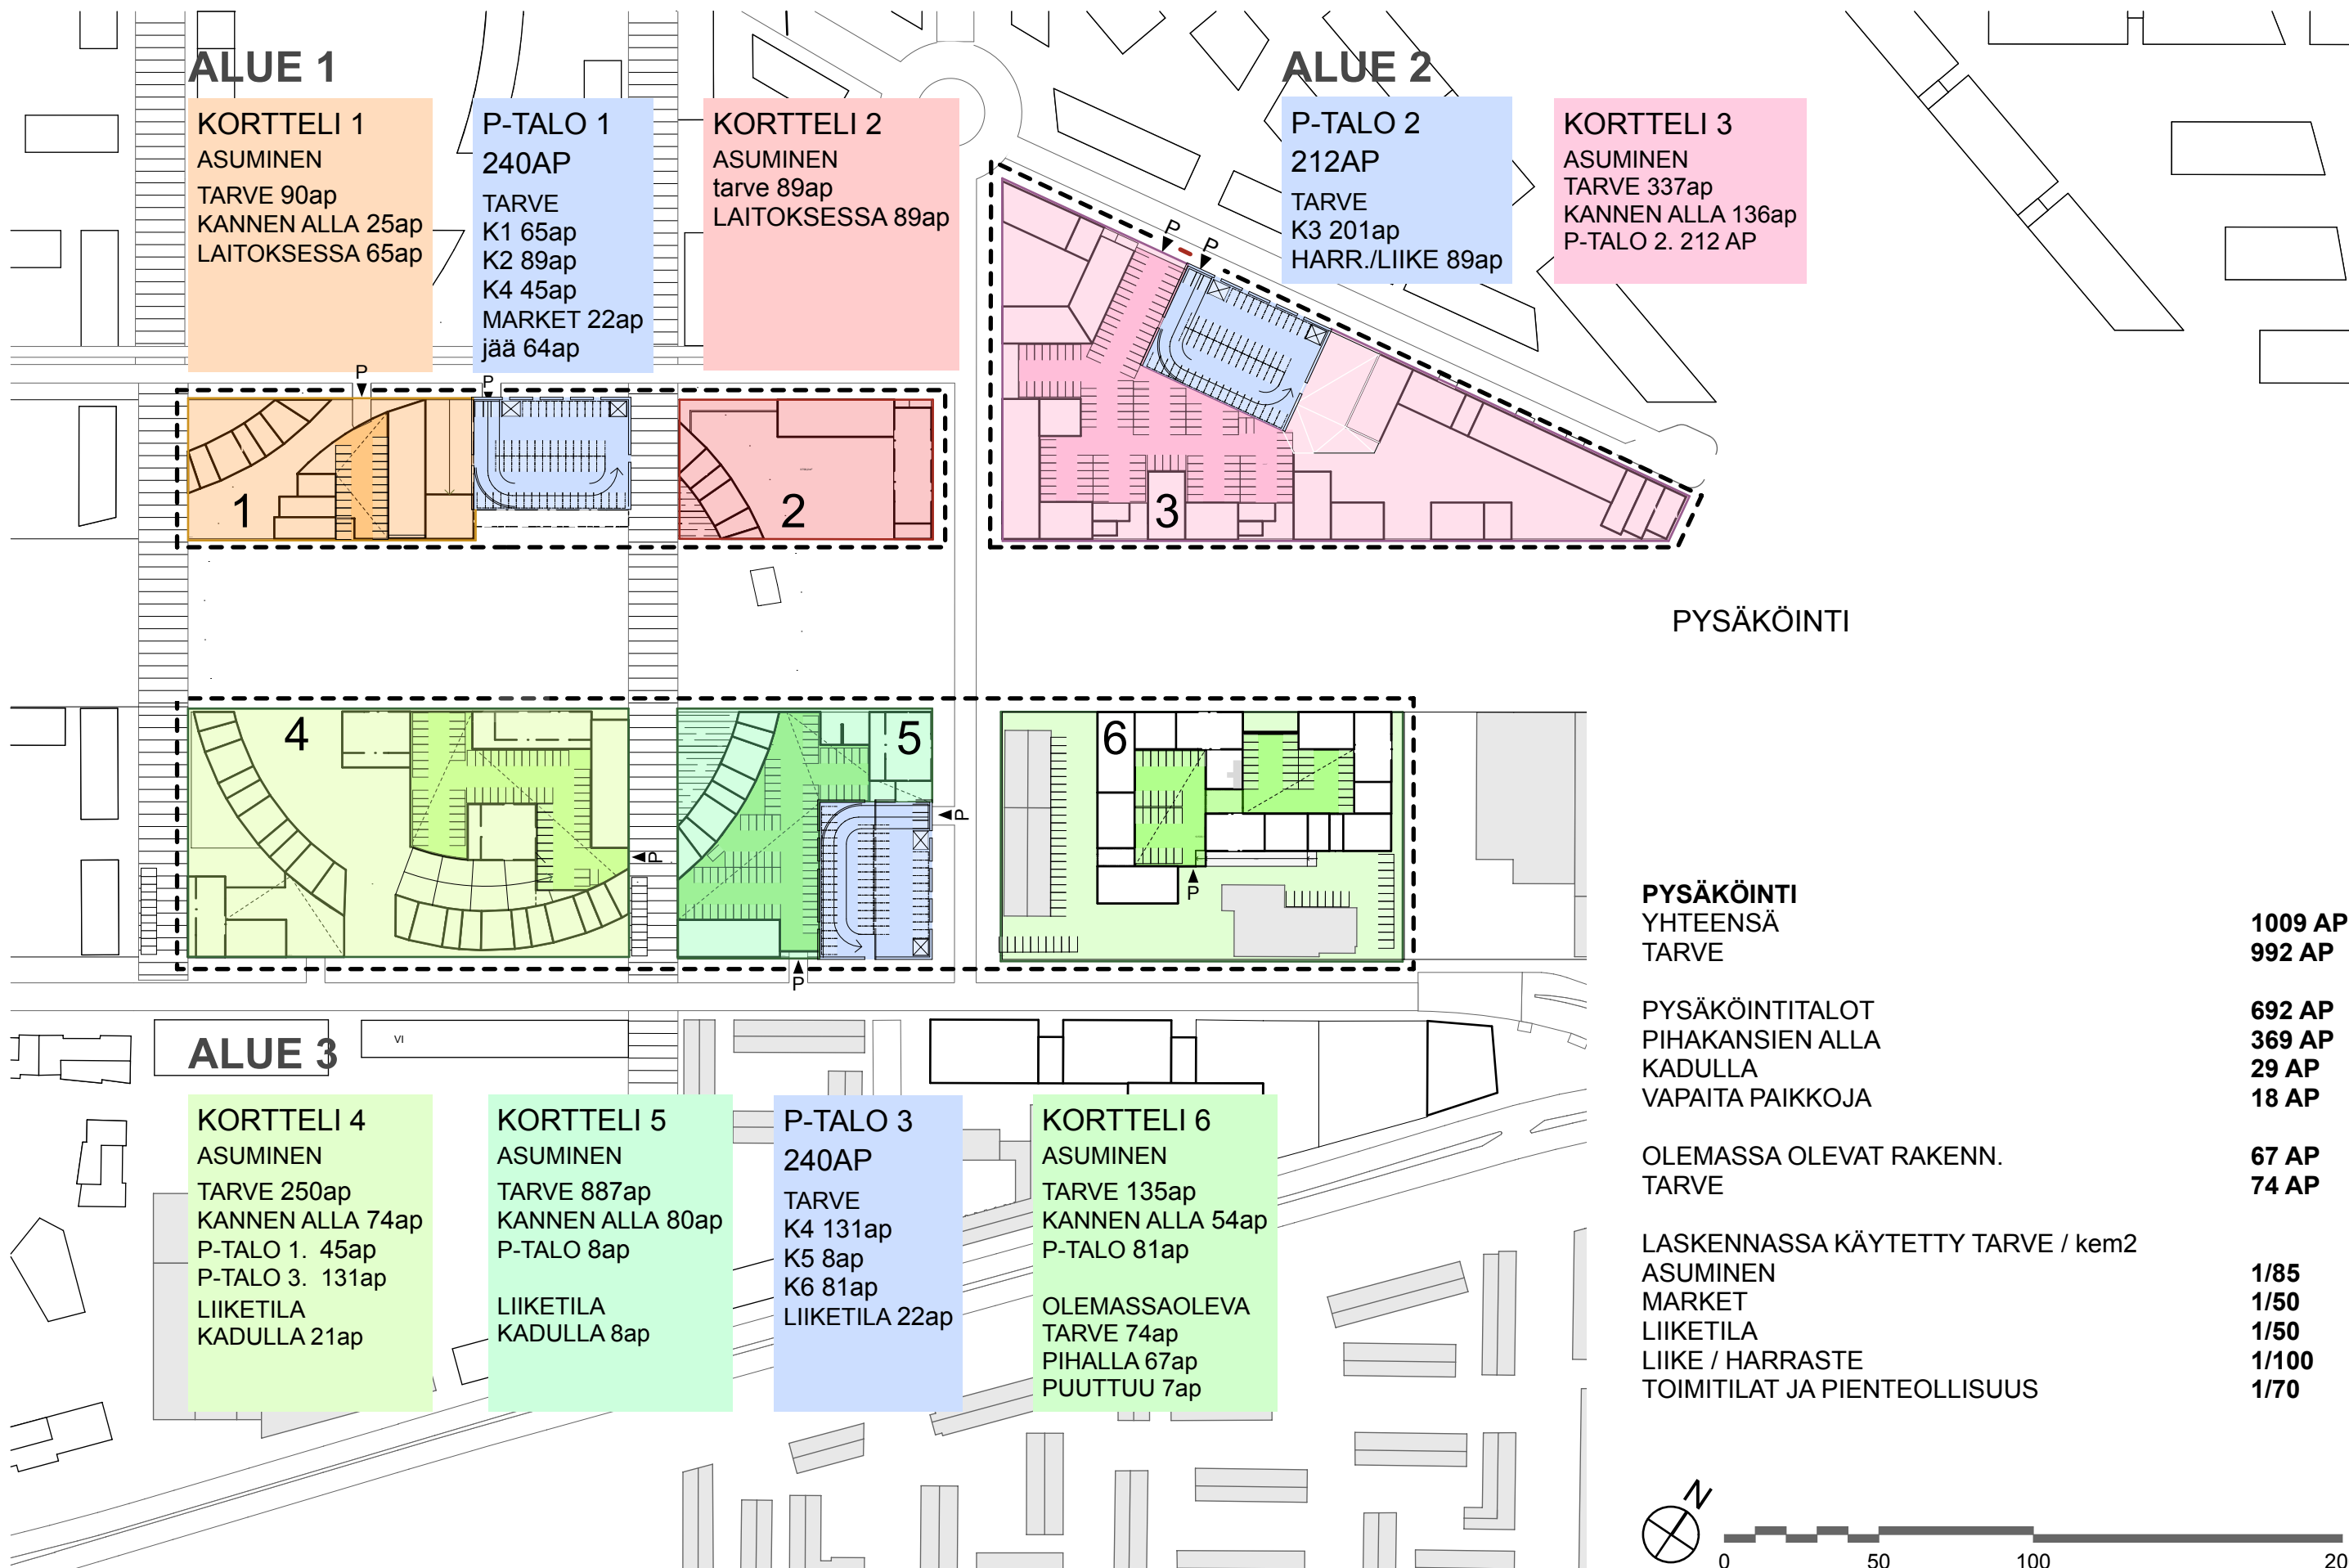 ALUE 1
KORTTELI 1
ASUMINEN
TARVE 90ap
KANNEN ALLA 25ap
LAITOKSESSA 65ap
P-TALO 1
240AP
TARVE
K1 65ap
K2 89ap
K4 45ap
MARKET 22ap
jää 64ap
KORTTELI 2
ASUMINEN
tarve 89ap
LAITOKSESSA 89ap
ALUE 2
P-TALO 2
212AP
TARVE
K3 201ap
HARR./LIIKE 89ap
KORTTELI 3
ASUMINEN
TARVE 337ap
KANNEN ALLA 136ap
P-TALO 2. 212 AP
P
P
P
P
1
2
3
PYSÄKÖINTI
4
5
6
P
P
P
P
ALUE 3
VI
KORTTELI 4
ASUMINEN
TARVE 250ap
KANNEN ALLA 74ap
P-TALO 1. 45ap
P-TALO 3. 131ap
LIIKETILA
KADULLA 21ap
KORTTELI 5
ASUMINEN
TARVE 887ap
KANNEN ALLA 80ap
P-TALO 8ap
LIIKETILA
KADULLA 8ap
P-TALO 3
240AP
TARVE
K4 131ap
K5 8ap
K6 81ap
LIIKETILA 22ap
KORTTELI 6
ASUMINEN
TARVE 135ap
KANNEN ALLA 54ap
P-TALO 81ap
OLEMASSAOLEVA
TARVE 74ap
PIHALLA 67ap
PUUTTUU 7ap
PYSÄKÖINTI
YHTEENSÄ 1009 AP
TARVE 992 AP
PYSÄKÖINTITALOT 692 AP
PIHAKANSIEN ALLA 369 AP
KADULLA 29 AP
VAPAITA PAIKKOJA 18 AP
OLEMASSA OLEVAT RAKENN. 67 AP
TARVE 74 AP
LASKENNASSA KÄYTETTY TARVE / kem2
ASUMINEN 1/85
MARKET 1/50
LIIKETILA 1/50
LIIKE / HARRASTE 1/100
TOIMITILAT JA PIENTEOLLISUUS 1/70
N
0 50 100 20